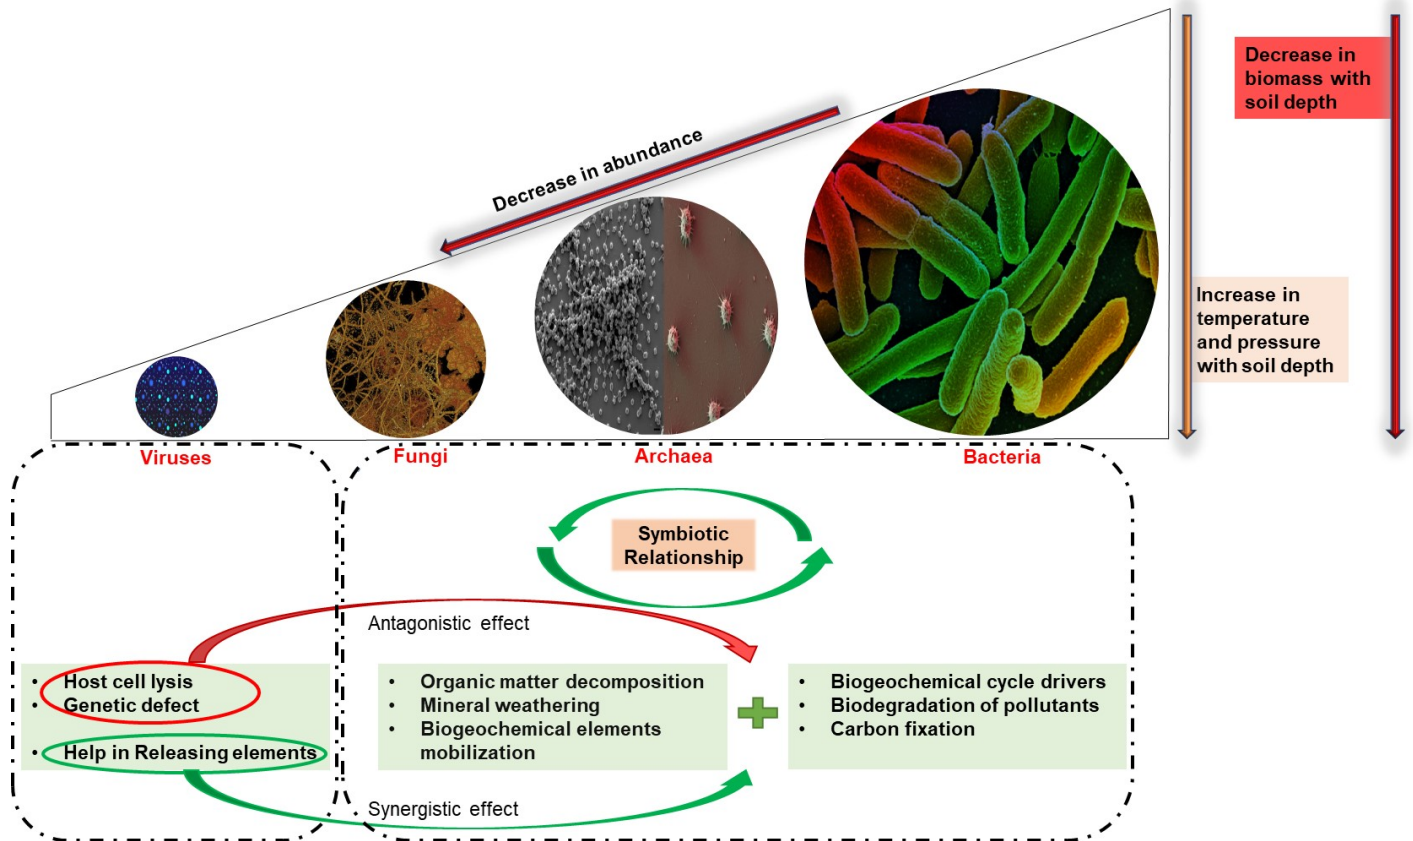 Decrease in
biomass with
soil depth
Decrease in abundance
Increase in
temperature
and pressure
with soil depth
Viruses
Fungi
Archaea
Bacteria
Symbiotic
Relationship
Antagonistic effect
• Host cell lysis
• Genetic defect
• Help in Releasing elements
• Organic matter decomposition
• Mineral weathering
• Biogeochemical elements
mobilization
• Biogeochemical cycle drivers
• Biodegradation of pollutants
• Carbon fixation
Synergistic effect